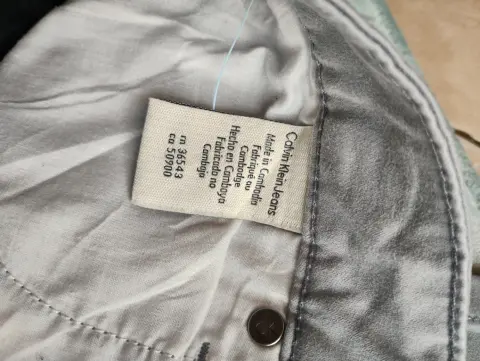 Calvin Klein Jeans
Made in Cambodia
Fabriqué au
Cambodge
Hecho en Camboya
Fabricado no
Camboja
rn 36543
ca 50900